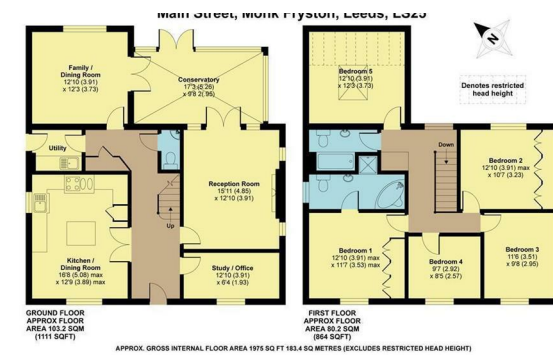 Main Street, Monk Fryston, Leeds, LS25
Family /
Dining Room
12'10 (3.91)
x 12'3 (3.73)
Conservatory
17'3 (5.26)
x 9'8 (2.95)
Utility
Reception Room
15'11 (4.85)
x 12'10 (3.91)
Up
Kitchen /
Dining Room
16'8 (5.08) max
x 12'9 (3.89) max
Study / Office
12'10 (3.91)
x 6'4 (1.93)
GROUND FLOOR
APPROX FLOOR
AREA 103.2 SQM
(1111 SQFT)
N
Denotes restricted
head height
Bedroom 5
12'10 (3.91)
x 12'3 (3.73)
Down
Bedroom 2
12'10 (3.91) max
x 10'7 (3.23)
Bedroom 1
12'10 (3.91) max
x 11'7 (3.53) max
Bedroom 4
9'7 (2.92)
x 8'5 (2.57)
Bedroom 3
11'6 (3.51)
x 9'8 (2.95)
FIRST FLOOR
APPROX FLOOR
AREA 80.2 SQM
(864 SQFT)
APPROX. GROSS INTERNAL FLOOR AREA 1975 SQ FT 183.4 SQ METRES (EXCLUDES RESTRICTED HEAD HEIGHT)